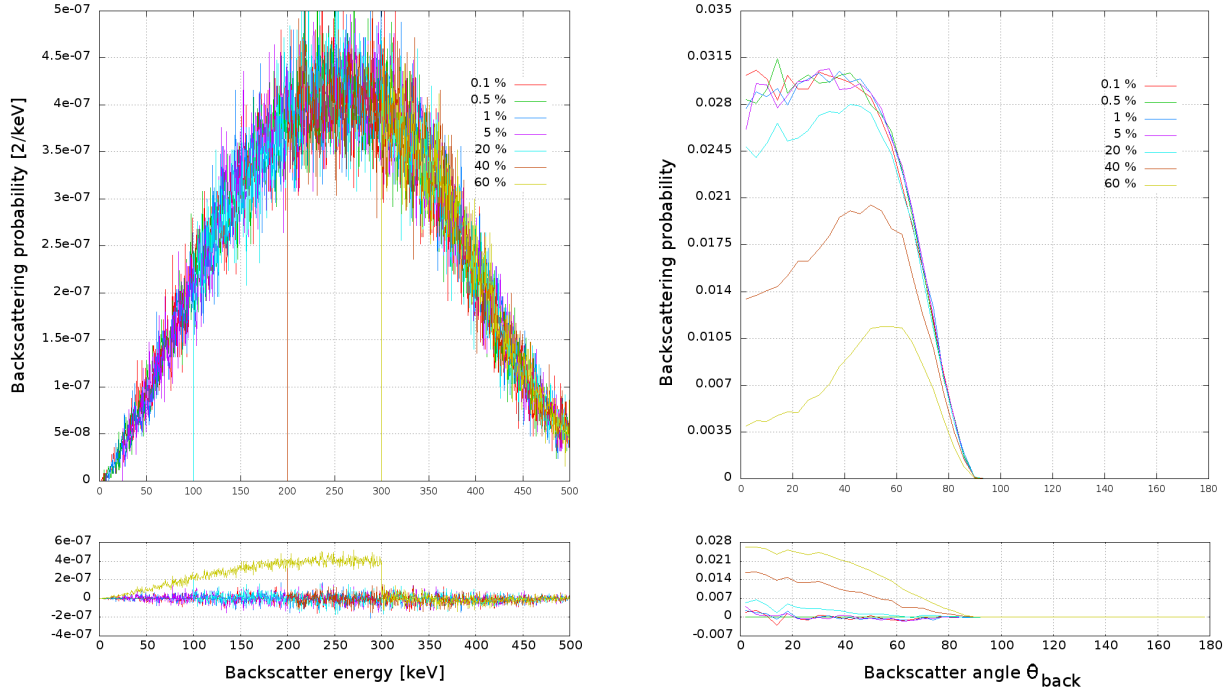 5e-07
4.5e-07
4e-07
3.5e-07
3e-07
2.5e-07
2e-07
1.5e-07
1e-07
5e-08
0
Backscattering probability [2/keV]
0.1 %
0.5 %
1 %
5 %
20 %
40 %
60 %
0 50 100 150 200 250 300 350 400 450 500
6e-07
4e-07
2e-07
0
-2e-07
-4e-07
0 50 100 150 200 250 300 350 400 450 500
Backscatter energy [keV]
0.035
0.0315
0.028
0.0245
0.021
0.0175
0.014
0.0105
0.007
0.0035
0
Backscattering probability
0.1 %
0.5 %
1 %
5 %
20 %
40 %
60 %
0 20 40 60 80 100 120 140 160 180
0.028
0.021
0.014
0.007
0
-0.007
0 20 40 60 80 100 120 140 160 180
Backscatter angle θ_back